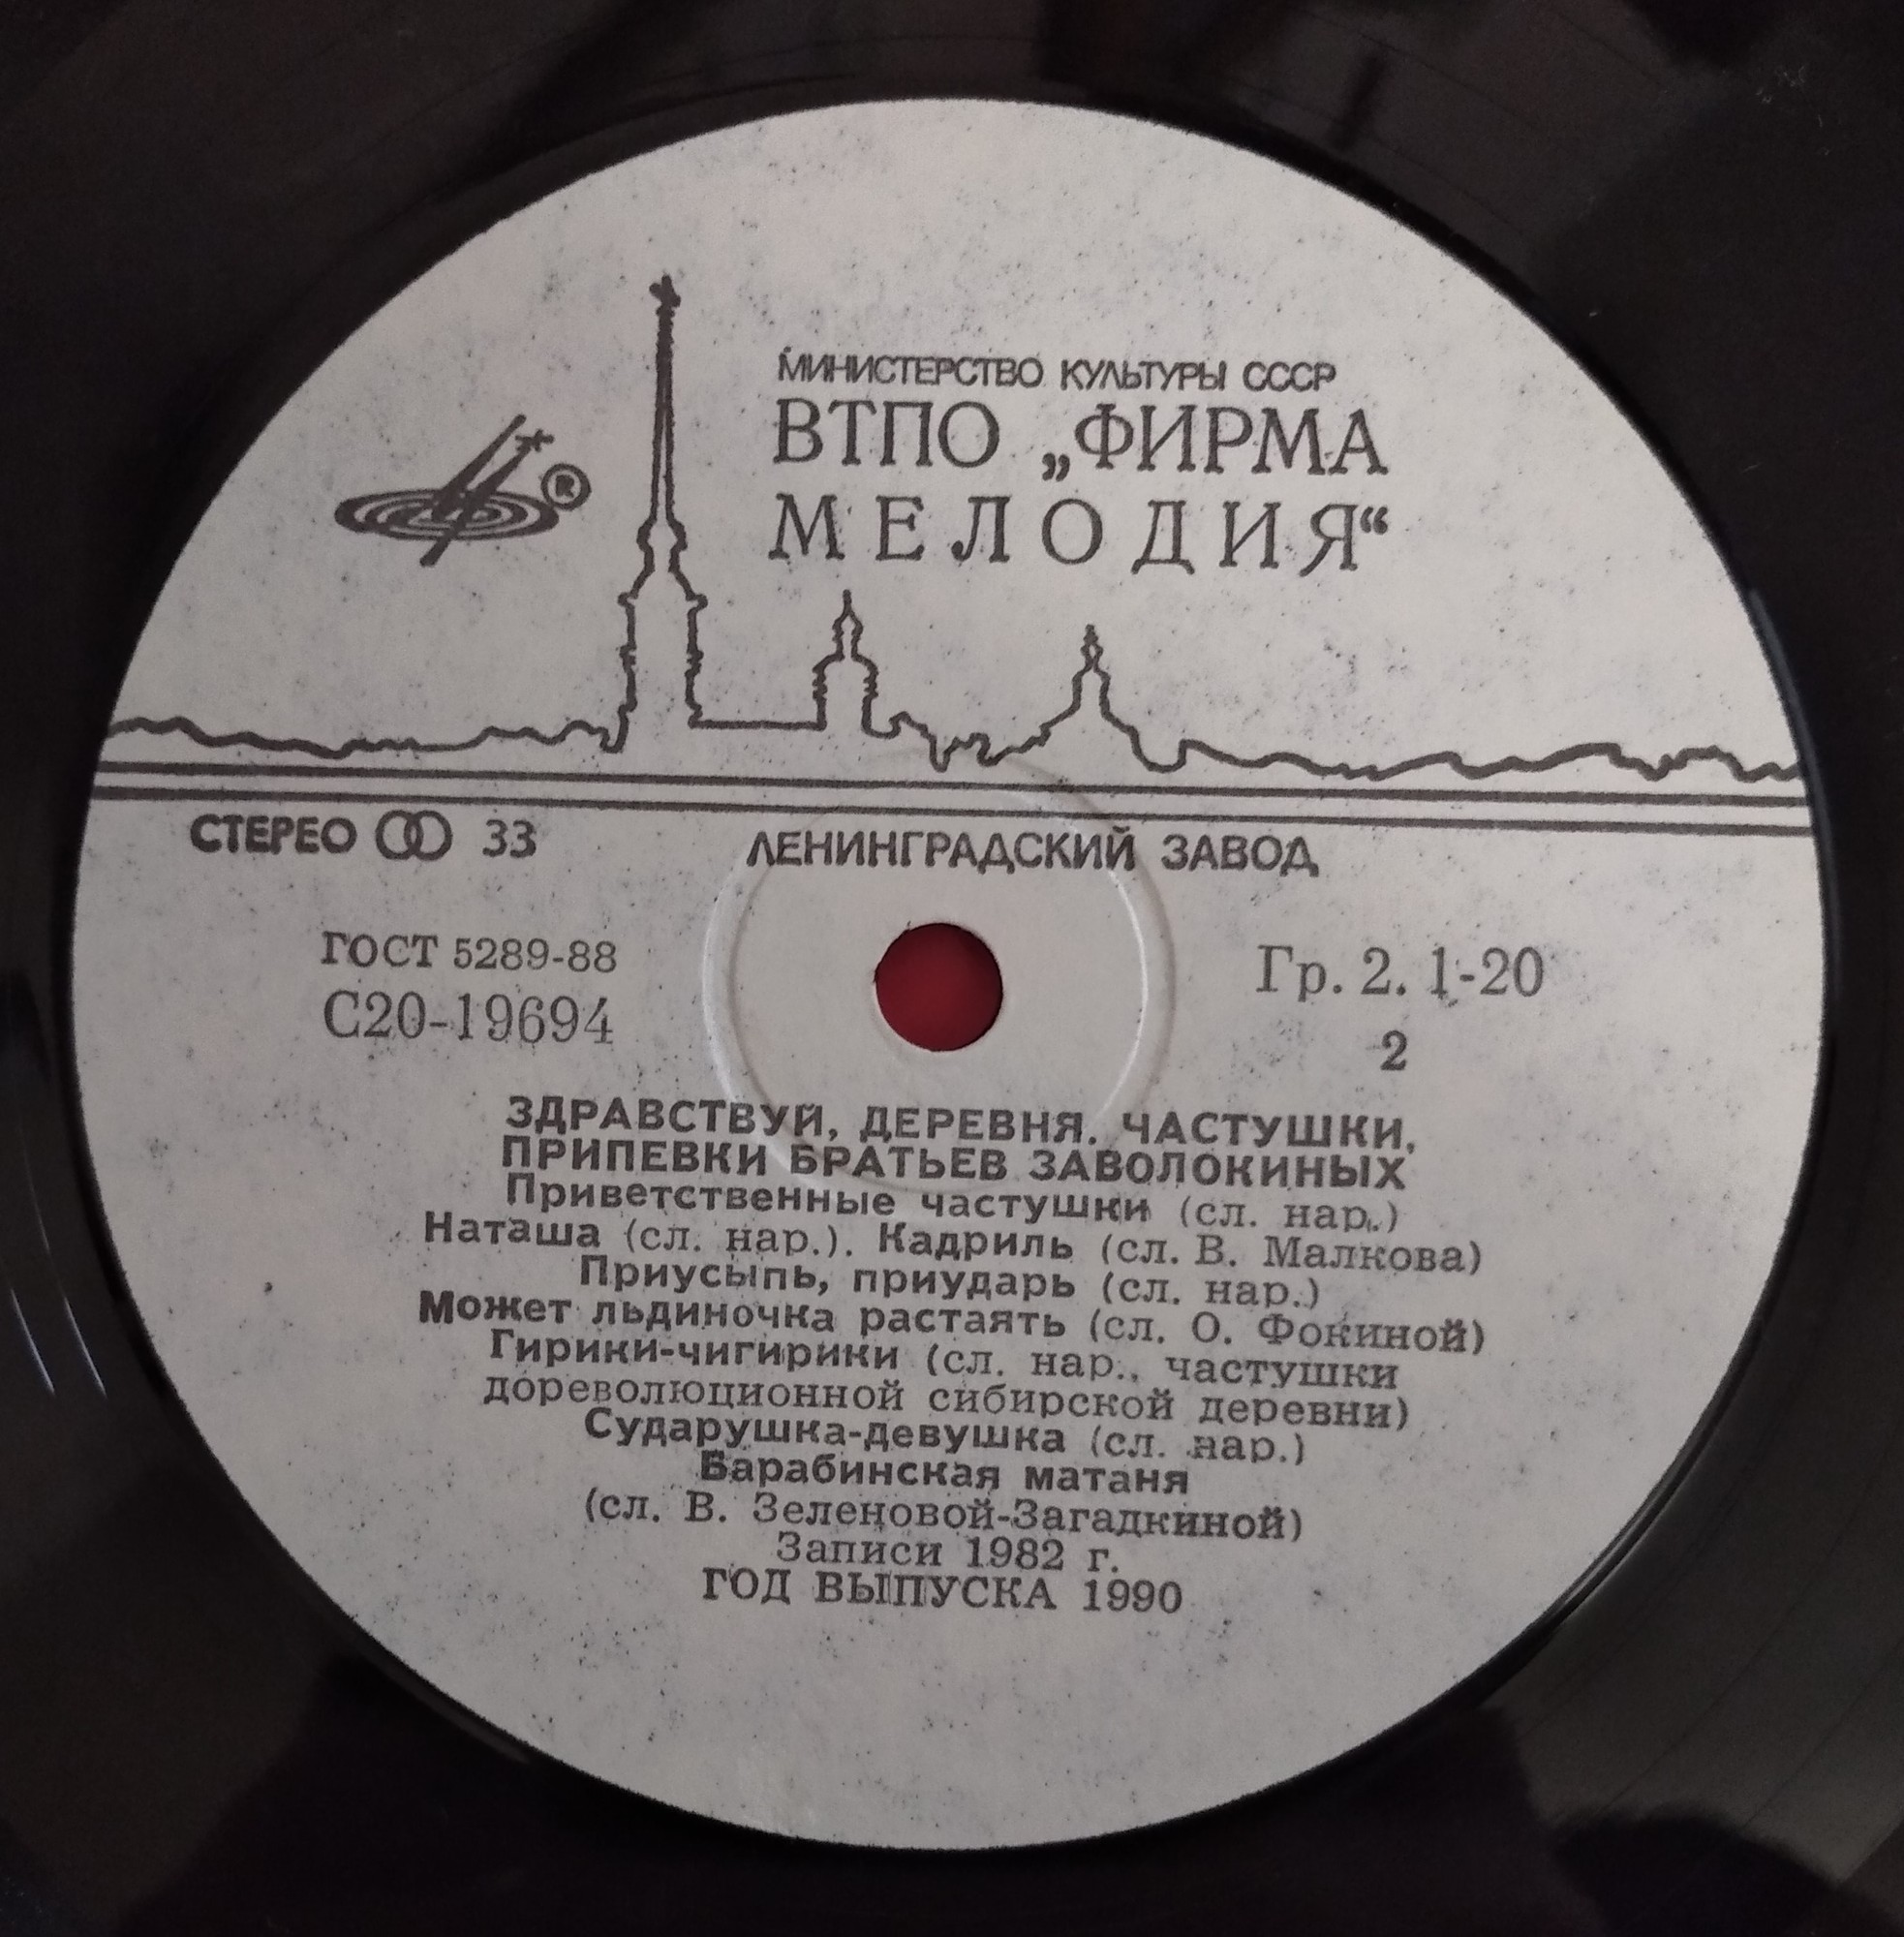 ®
МИНИСТЕРСТВО КУЛЬТУРЫ СССР
ВТПО „ФИРМА
МЕЛОДИЯ“
СТЕРЕО 33
ЛЕНИНГРАДСКИЙ ЗАВОД
ГОСТ 5289-88
С20-19694
Гр. 2. 1-20
2
ЗДРАВСТВУЙ, ДЕРЕВНЯ. ЧАСТУШКИ,
ПРИПЕВКИ БРАТЬЕВ ЗАВОЛОКИНЫХ
Приветственные частушки (сл. нар.)
Наташа (сл. нар.). Кадриль (сл. В. Малкова)
Приусыпь, приударь (сл. нар.)
Может льдиночка растаять (сл. О. Фокиной)
Гирики-чигирики (сл. нар., частушки
дореволюционной сибирской деревни)
Сударушка-девушка (сл. нар.)
Барабинская матаня
(сл. В. Зеленовой-Загадкиной)
Записи 1982 г.
ГОД ВЫПУСКА 1990